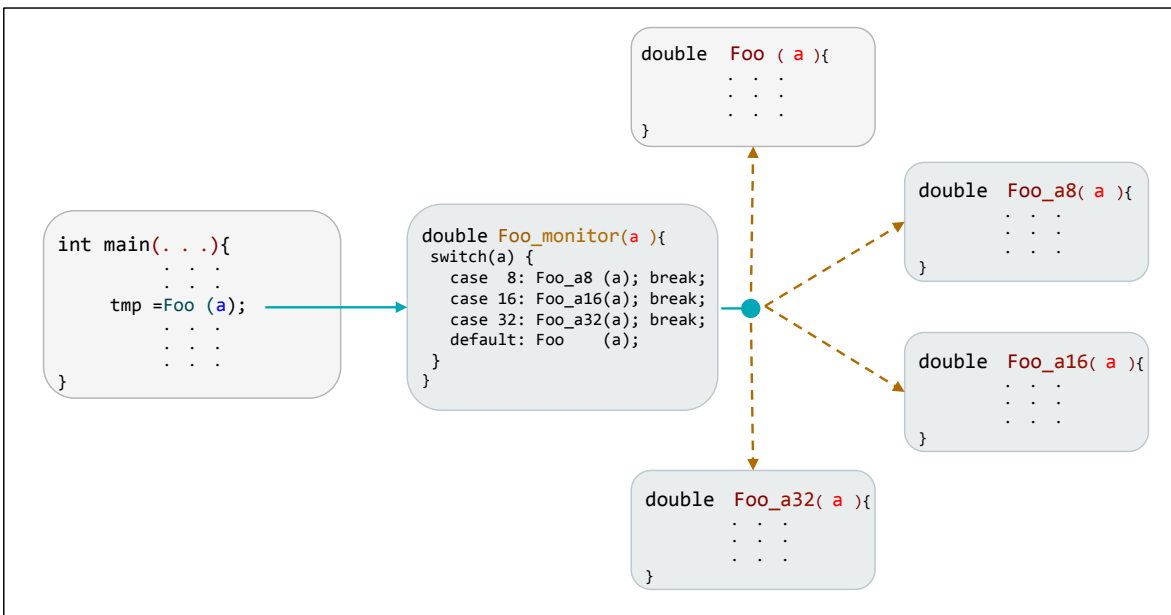 int main(. . .){
. . .
. . .
tmp =Foo (a);
. . .
. . .
. . .
}
double Foo_monitor(a ){
switch(a) {
case 8: Foo_a8 (a); break;
case 16: Foo_a16(a); break;
case 32: Foo_a32(a); break;
default: Foo (a);
}
}
double Foo ( a ){
. . .
. . .
. . .
}
double Foo_a8( a ){
. . .
. . .
. . .
}
double Foo_a16( a ){
. . .
. . .
. . .
}
double Foo_a32( a ){
. . .
. . .
. . .
}